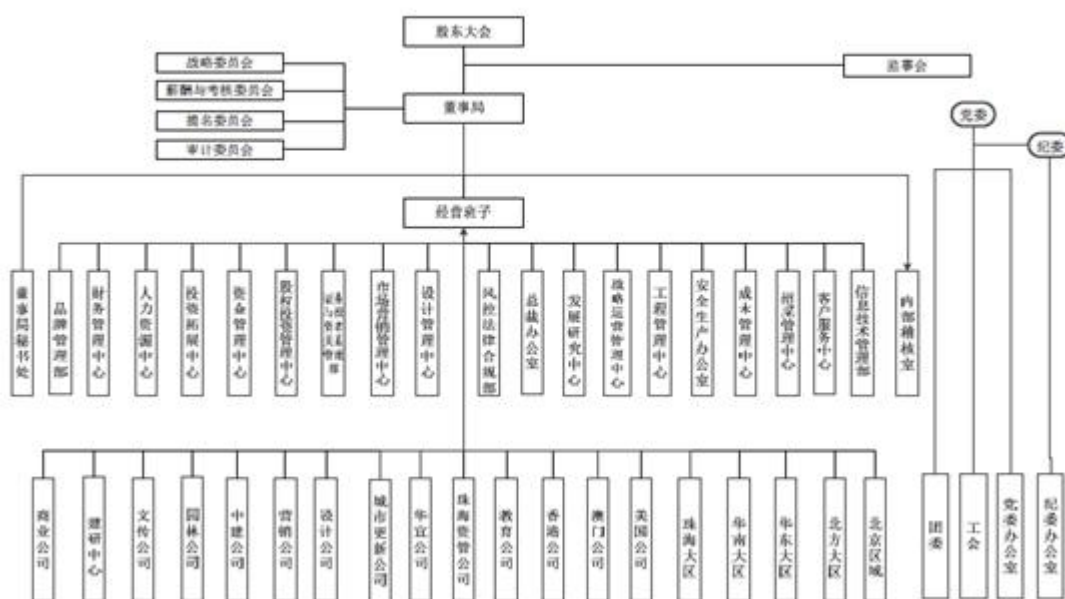 股东大会
战略委员会
监事会
薪酬与考核委员会
董事局
提名委员会
审计委员会
党委
纪委
经营班子
董事局秘书处
品牌管理部
财务管理中心
人力资源中心
投资拓展中心
资金管理中心
股权投资管理中心
市场营销管理中心
设计管理中心
风控法律合规部
总裁办公室
发展研究中心
战略运营管理中心
工程管理中心
安全生产办公室
成本管理中心
招采管理中心
客户服务中心
信息技术管理部
内部稽核室
商业公司
建研中心
文传公司
园林公司
中建公司
营销公司
设计公司
城市更新公司
华宜公司
珠海资管公司
教育公司
香港公司
澳门公司
美国公司
珠海大区
华南大区
华东大区
北方大区
北京区域
团委
工会
党委办公室
纪委办公室